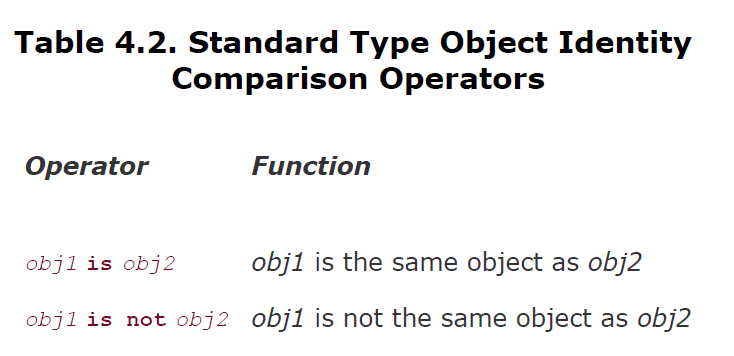 Table 4.2. Standard Type Object Identity
Comparison Operators
Operator Function
obj1 is obj2 obj1 is the same object as obj2
obj1 is not obj2 obj1 is not the same object as obj2